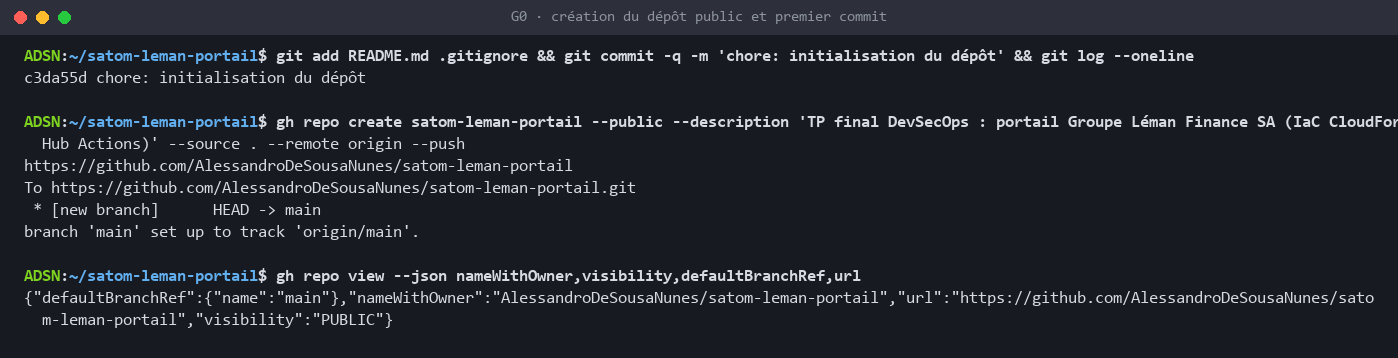 G0 · création du dépôt public et premier commit
ADSN:~/satom-leman-portail$ git add README.md .gitignore && git commit -q -m 'chore: initialisation du dépôt' && git log --oneline
c3da55d chore: initialisation du dépôt
ADSN:~/satom-leman-portail$ gh repo create satom-leman-portail --public --description 'TP final DevSecOps : portail Groupe Léman Finance SA (IaC CloudFor
Hub Actions)' --source . --remote origin --push
https://github.com/AlessandroDeSousaNunes/satom-leman-portail
To https://github.com/AlessandroDeSousaNunes/satom-leman-portail.git
* [new branch]      HEAD -> main
branch 'main' set up to track 'origin/main'.
ADSN:~/satom-leman-portail$ gh repo view --json nameWithOwner,visibility,defaultBranchRef,url
{"defaultBranchRef":{"name":"main"},"nameWithOwner":"AlessandroDeSousaNunes/satom-leman-portail","url":"https://github.com/AlessandroDeSousaNunes/sato
m-leman-portail","visibility":"PUBLIC"}